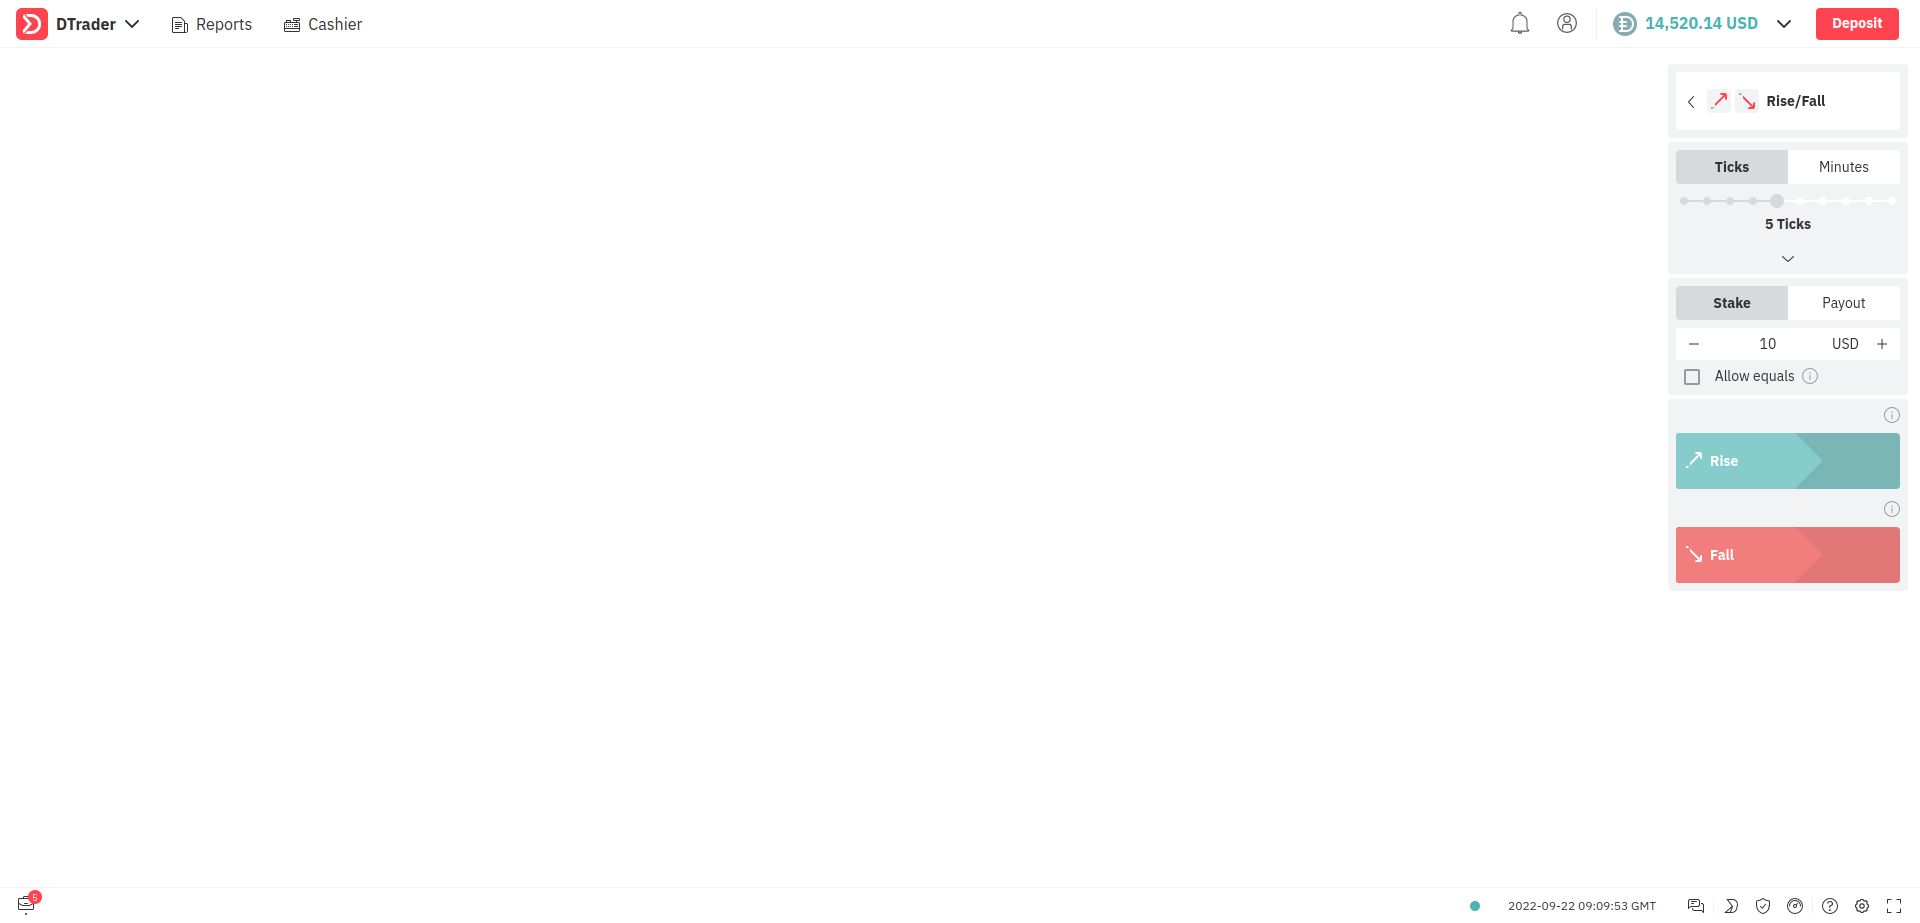 DTrader Reports Cashier 14,520.14 USD Deposit
Rise/Fall
Ticks Minutes
5 Ticks
Stake Payout
10 USD
Allow equals
Rise
Fall
5
2022-09-22 09:09:53 GMT